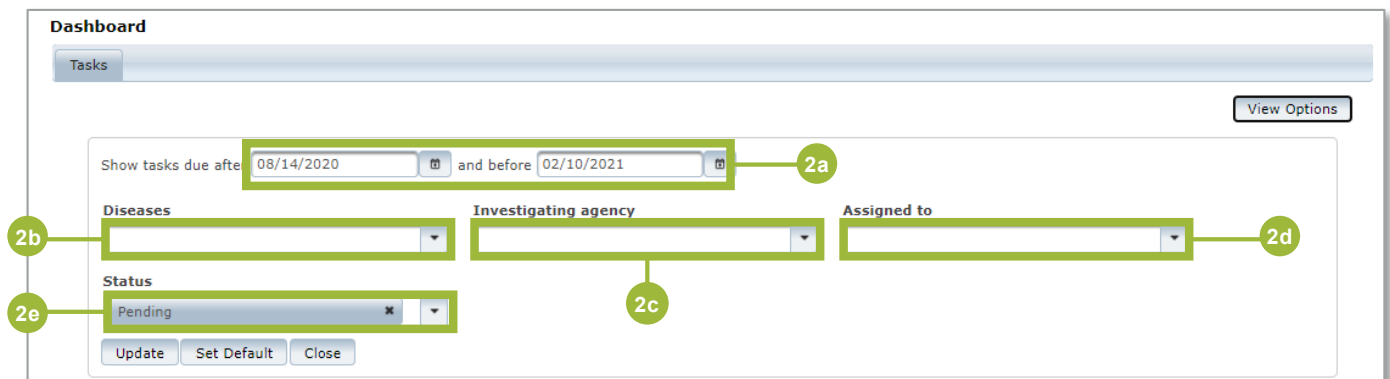 Dashboard
Tasks
View Options
Show tasks due after 08/14/2020 and before 02/10/2021 2a
Diseases Investigating agency Assigned to
2b 2d
Status
2c
2e Pending
Update Set Default Close